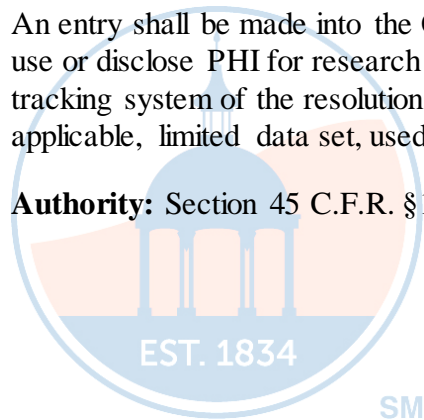 An entry shall be made into the
use or disclose PHI for research
tracking system of the resolution
applicable, limited data set, used
Authority: Section 45 C.F.R. §
EST. 1834
SM